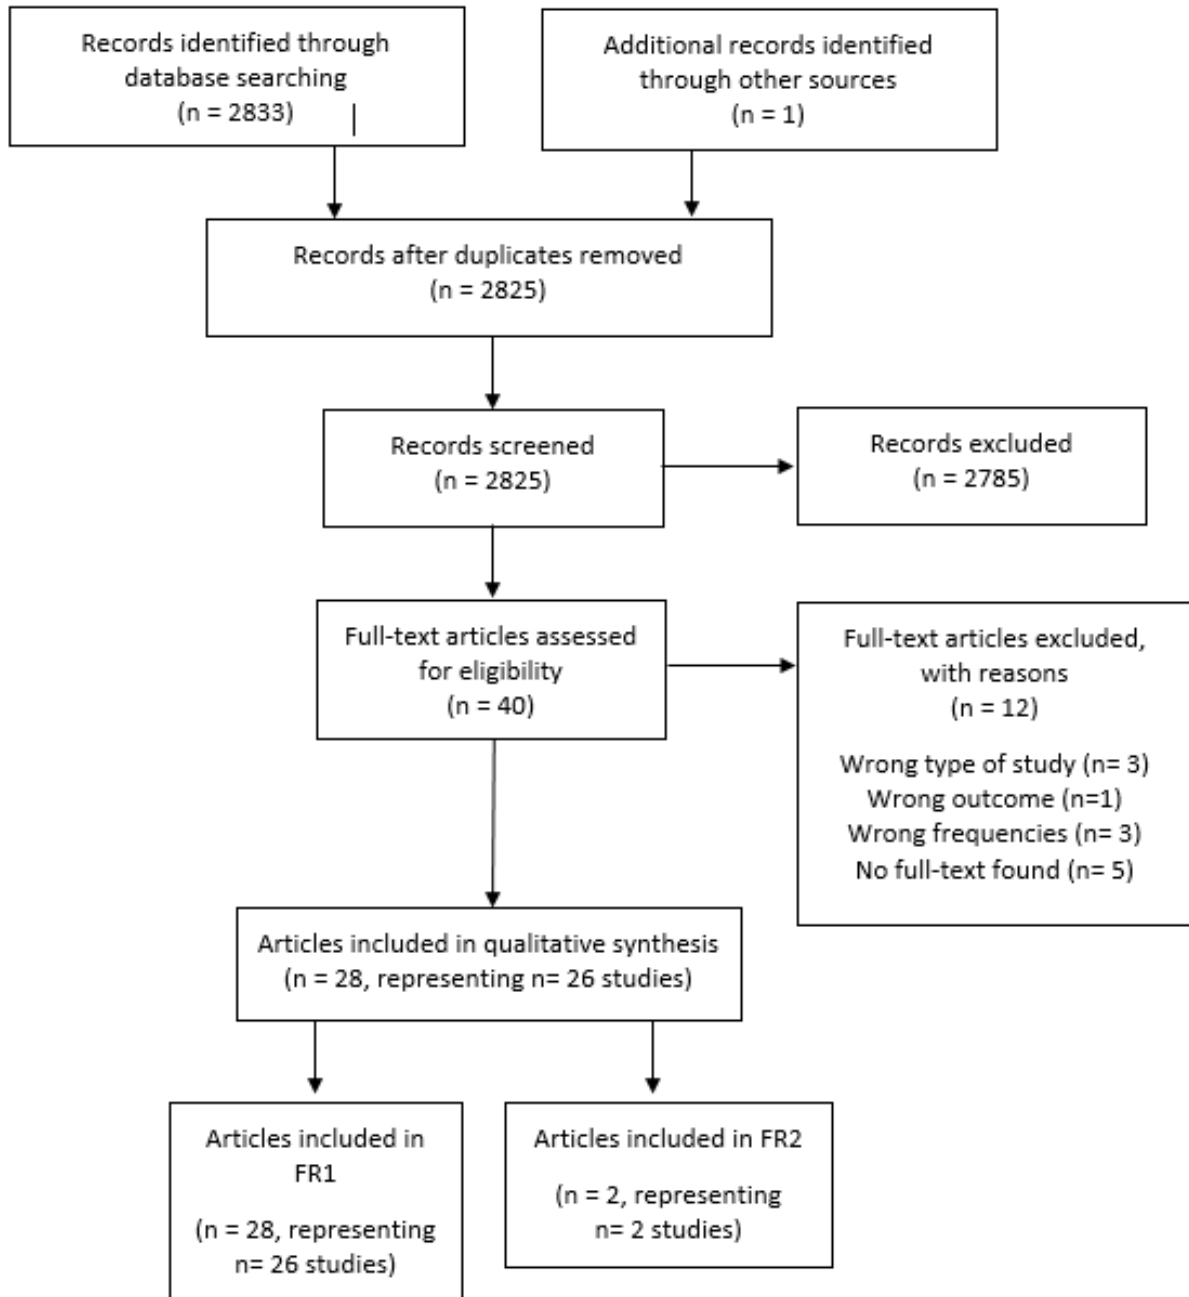 Records identified through
database searching
(n = 2833)
Additional records identified
through other sources
(n = 1)
Records after duplicates removed
(n = 2825)
Records screened
(n = 2825)
Records excluded
(n = 2785)
Full-text articles assessed
for eligibility
(n = 40)
Full-text articles excluded,
with reasons
(n = 12)
Wrong type of study (n= 3)
Wrong outcome (n=1)
Wrong frequencies (n= 3)
No full-text found (n= 5)
Articles included in qualitative synthesis
(n = 28, representing n= 26 studies)
Articles included in
FR1
(n = 28, representing
n= 26 studies)
Articles included in FR2
(n = 2, representing
n= 2 studies)